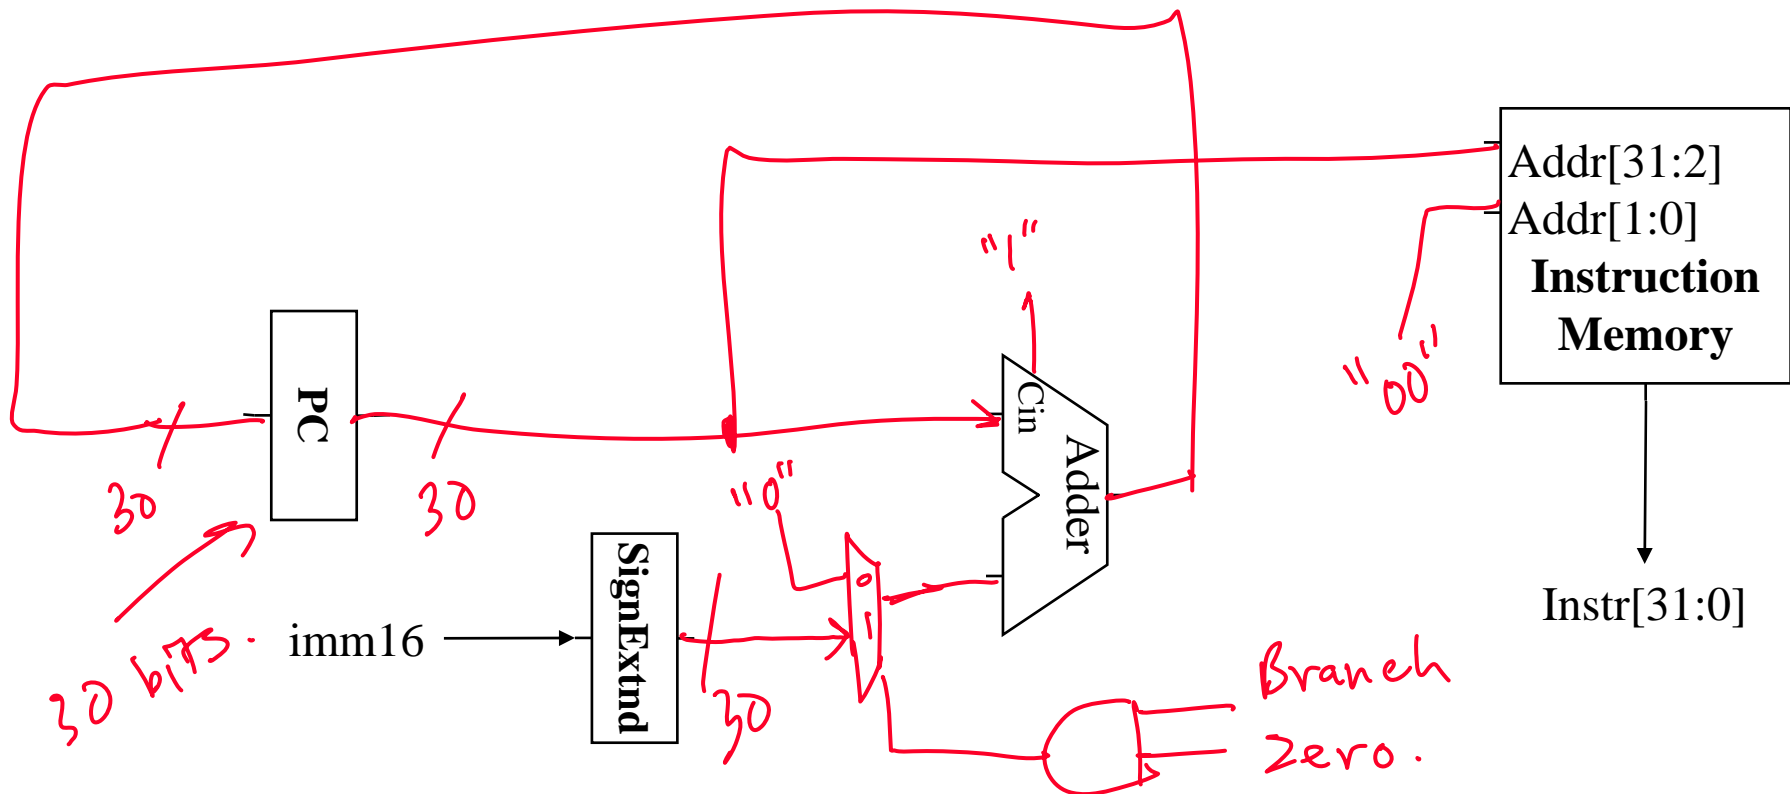 Addr[31:2]
Addr[1:0]
Instruction
Memory
"1"
"00"
PC
Cin
Adder
30
30
"0"
SignExtnd
0
1
Instr[31:0]
30 bits.
imm16
30
Branch
Zero.